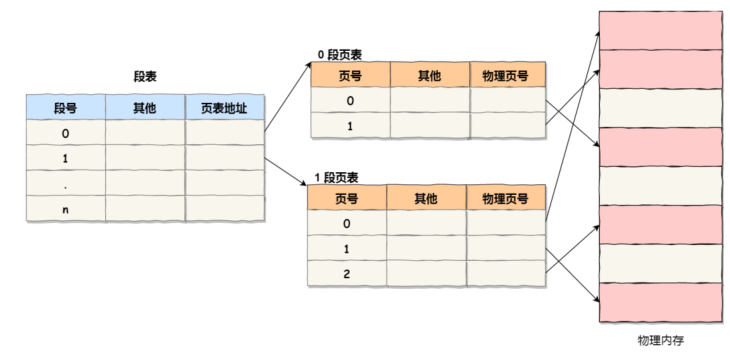 段表
段号 其他 页表地址
0
1
.
n
0 段页表
页号 其他 物理页号
0
1
1 段页表
页号 其他 物理页号
0
1
2
物理内存